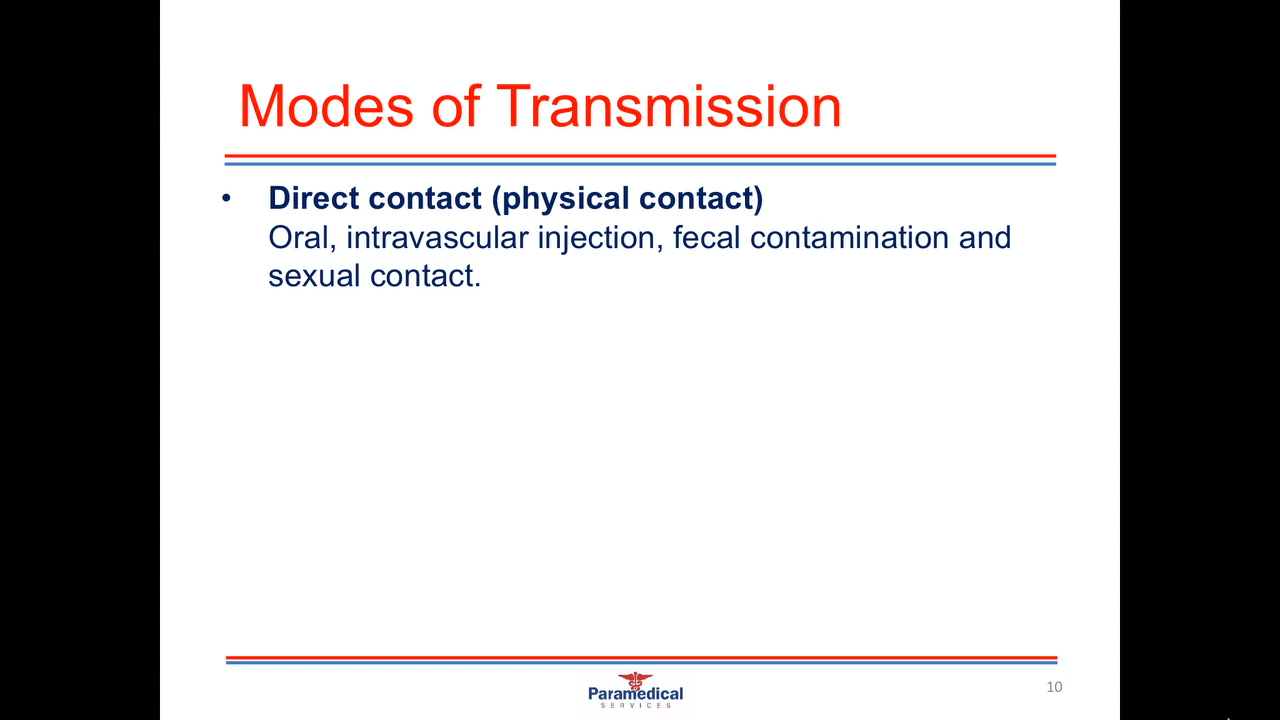 Modes of Transmission
• Direct contact (physical contact)
Oral, intravascular injection, fecal contamination and
sexual contact.
Paramedical
SERVICES
10